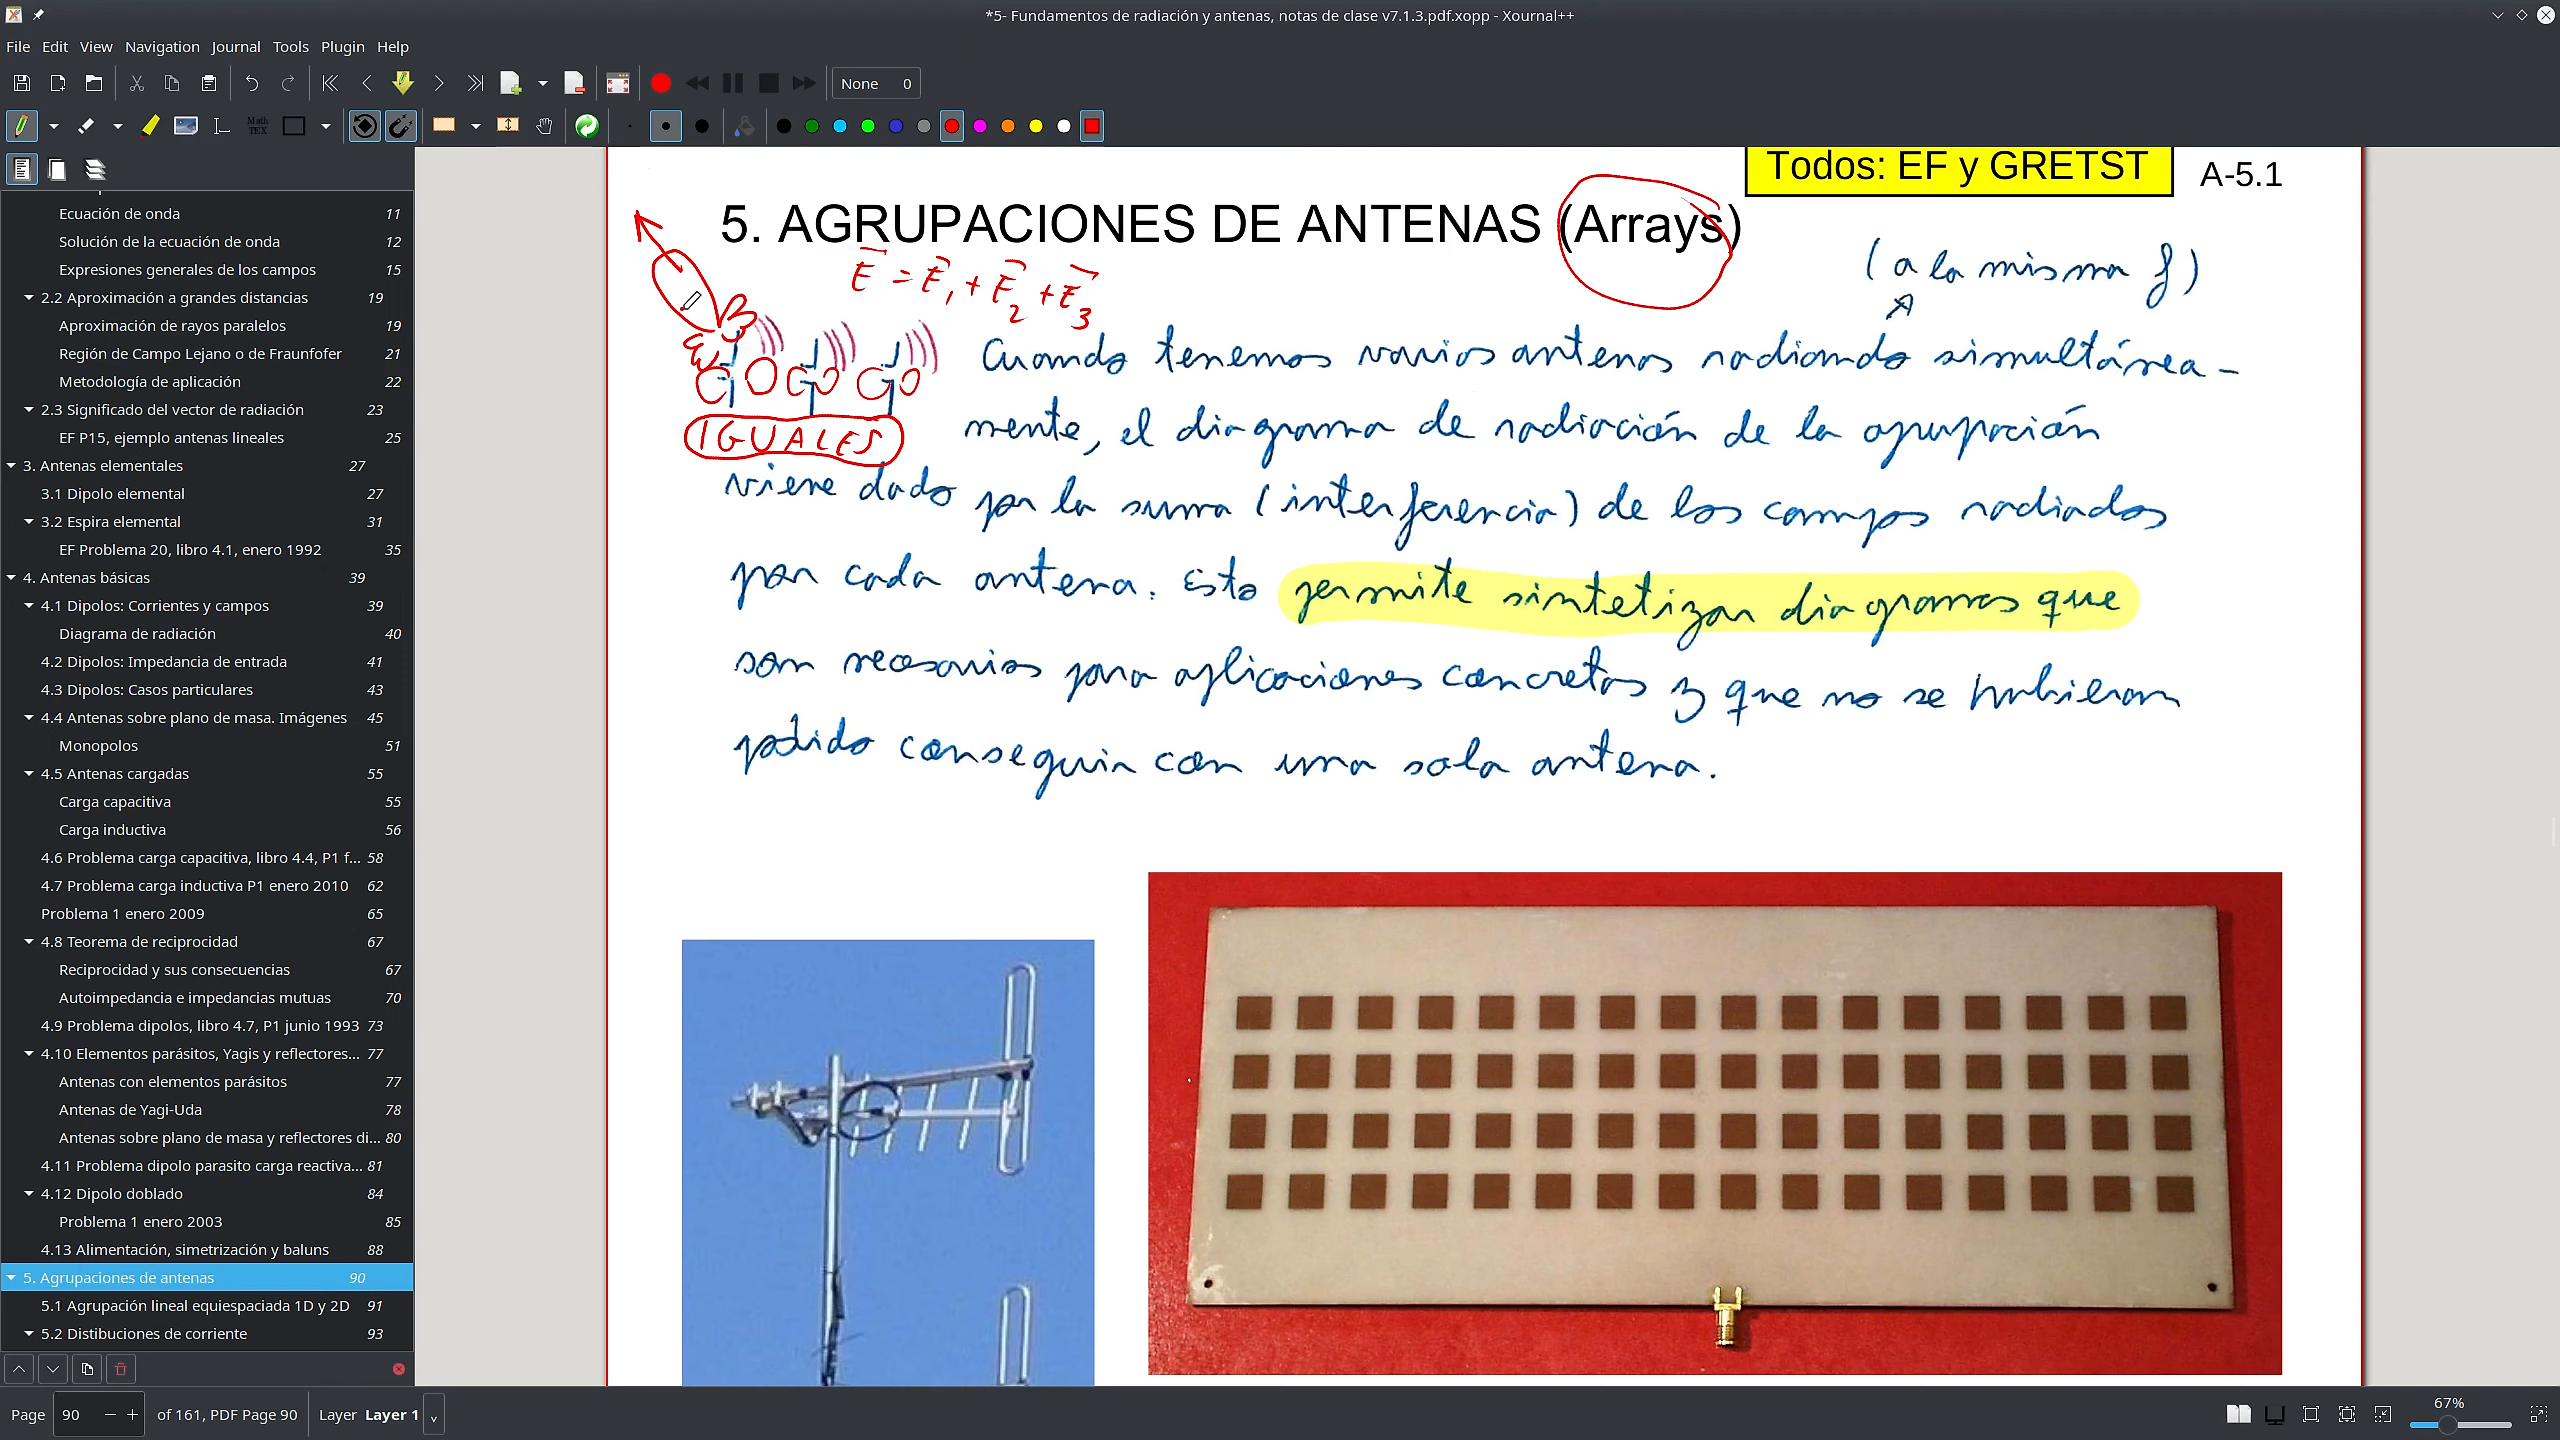 *5- Fundamentos de radiación y antenas, notas de clase v7.1.3.pdf.xopp - Xournal++
File Edit View Navigation Journal Tools Plugin Help
None 0
Math
TEX
Ecuación de onda 11
Solución de la ecuación de onda 12
Expresiones generales de los campos 15
2.2 Aproximación a grandes distancias 19
Aproximación de rayos paralelos 19
Región de Campo Lejano o de Fraunfofer 21
Metodología de aplicación 22
2.3 Significado del vector de radiación 23
EF P15, ejemplo antenas lineales 25
3. Antenas elementales 27
3.1 Dipolo elemental 27
3.2 Espira elemental 31
EF Problema 20, libro 4.1, enero 1992 35
4. Antenas básicas 39
4.1 Dipolos: Corrientes y campos 39
Diagrama de radiación 40
4.2 Dipolos: Impedancia de entrada 41
4.3 Dipolos: Casos particulares 43
4.4 Antenas sobre plano de masa. Imágenes 45
Monopolos 51
4.5 Antenas cargadas 55
Carga capacitiva 55
Carga inductiva 56
4.6 Problema carga capacitiva, libro 4.4, P1 f... 58
4.7 Problema carga inductiva P1 enero 2010 62
Problema 1 enero 2009 65
4.8 Teorema de reciprocidad 67
Reciprocidad y sus consecuencias 67
Autoimpedancia e impedancias mutuas 70
4.9 Problema dipolos, libro 4.7, P1 junio 1993 73
4.10 Elementos parásitos, Yagis y reflectores... 77
Antenas con elementos parásitos 77
Antenas de Yagi-Uda 78
Antenas sobre plano de masa y reflectores di... 80
4.11 Problema dipolo parasito carga reactiva... 81
4.12 Dipolo doblado 84
Problema 1 enero 2003 85
4.13 Alimentación, simetrización y baluns 88
5. Agrupaciones de antenas 90
5.1 Agrupación lineal equiespaciada 1D y 2D 91
5.2 Distibuciones de corriente 93
Todos: EF y GRETST
A-5.1
5. AGRUPACIONES DE ANTENAS (Arrays)
E = E1 + E2 + E3
(a la misma f)
IGUALES
Cuando tenemos varias antenas radiando simultánea-
mente, el diagrama de radiación de la agrupación
viene dado por la suma (interferencia) de los campos radiados
por cada antena. Esto permite sintetizar diagramas que
son necesarios para aplicaciones concretas y que no se hubieran
podido conseguir con una sola antena.
Page 90 of 161, PDF Page 90 Layer Layer 1 67%